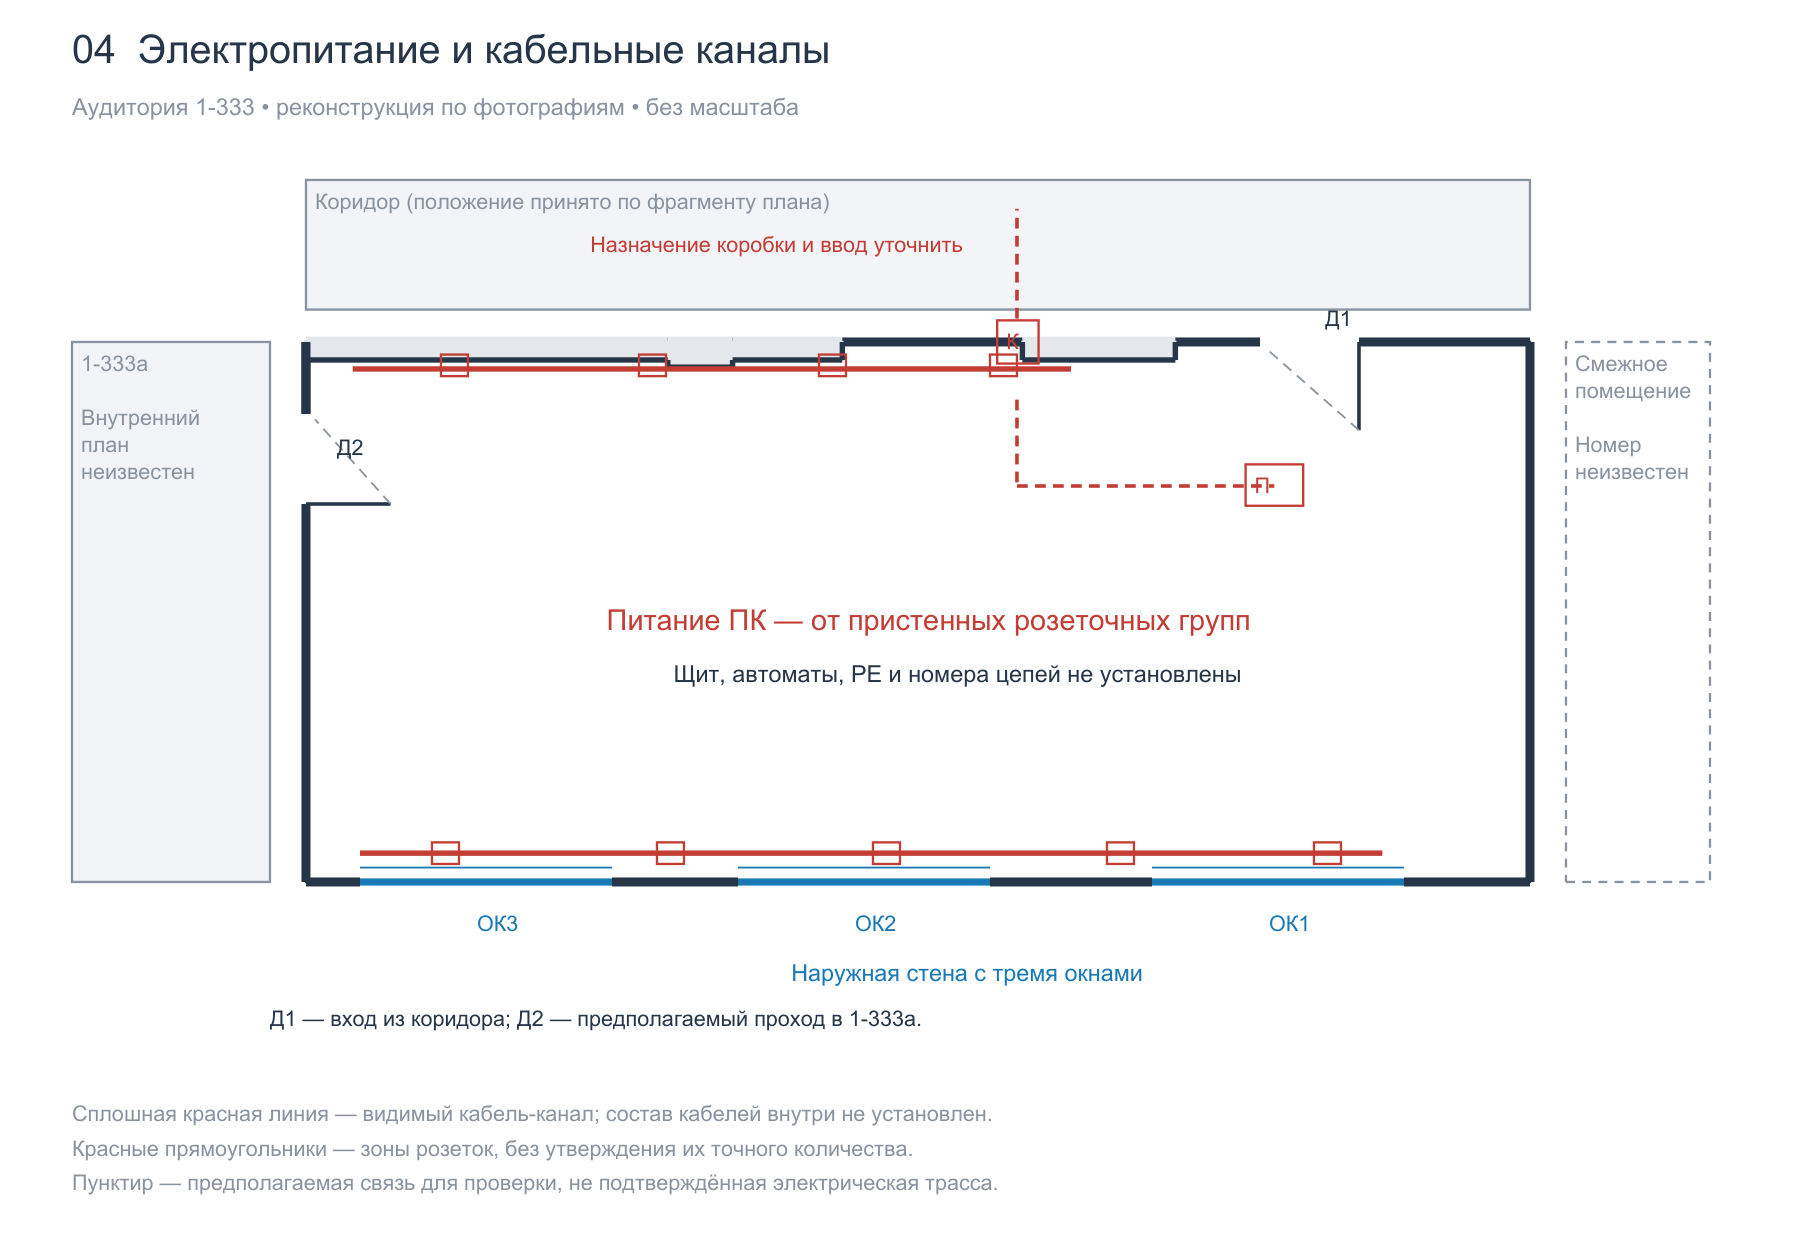 04 Электропитание и кабельные каналы
Аудитория 1-333 • реконструкция по фотографиям • без масштаба
Коридор (положение принято по фрагменту плана)
Назначение коробки и ввод уточнить
Д1
К
1-333а
Внутренний
план
неизвестен
Д2
Смежное
помещение
Номер
неизвестен
П
Питание ПК — от пристенных розеточных групп
Щит, автоматы, PE и номера цепей не установлены
ОК3
ОК2
ОК1
Наружная стена с тремя окнами
Д1 — вход из коридора; Д2 — предполагаемый проход в 1-333а.
Сплошная красная линия — видимый кабель-канал; состав кабелей внутри не установлен.
Красные прямоугольники — зоны розеток, без утверждения их точного количества.
Пунктир — предполагаемая связь для проверки, не подтверждённая электрическая трасса.